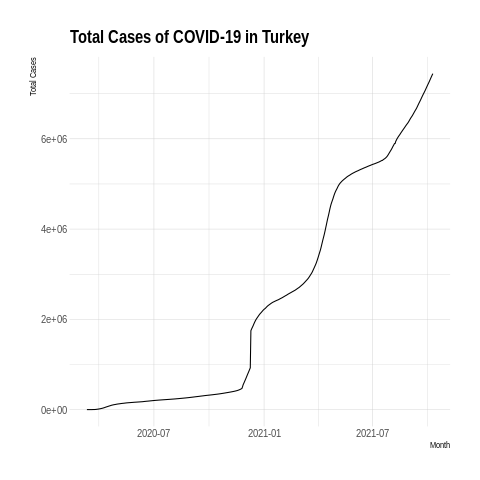 Total Cases of COVID-19 in Turkey
Total Cases
6e+06
4e+06
2e+06
0e+00
2020-07
2021-01
2021-07
Month